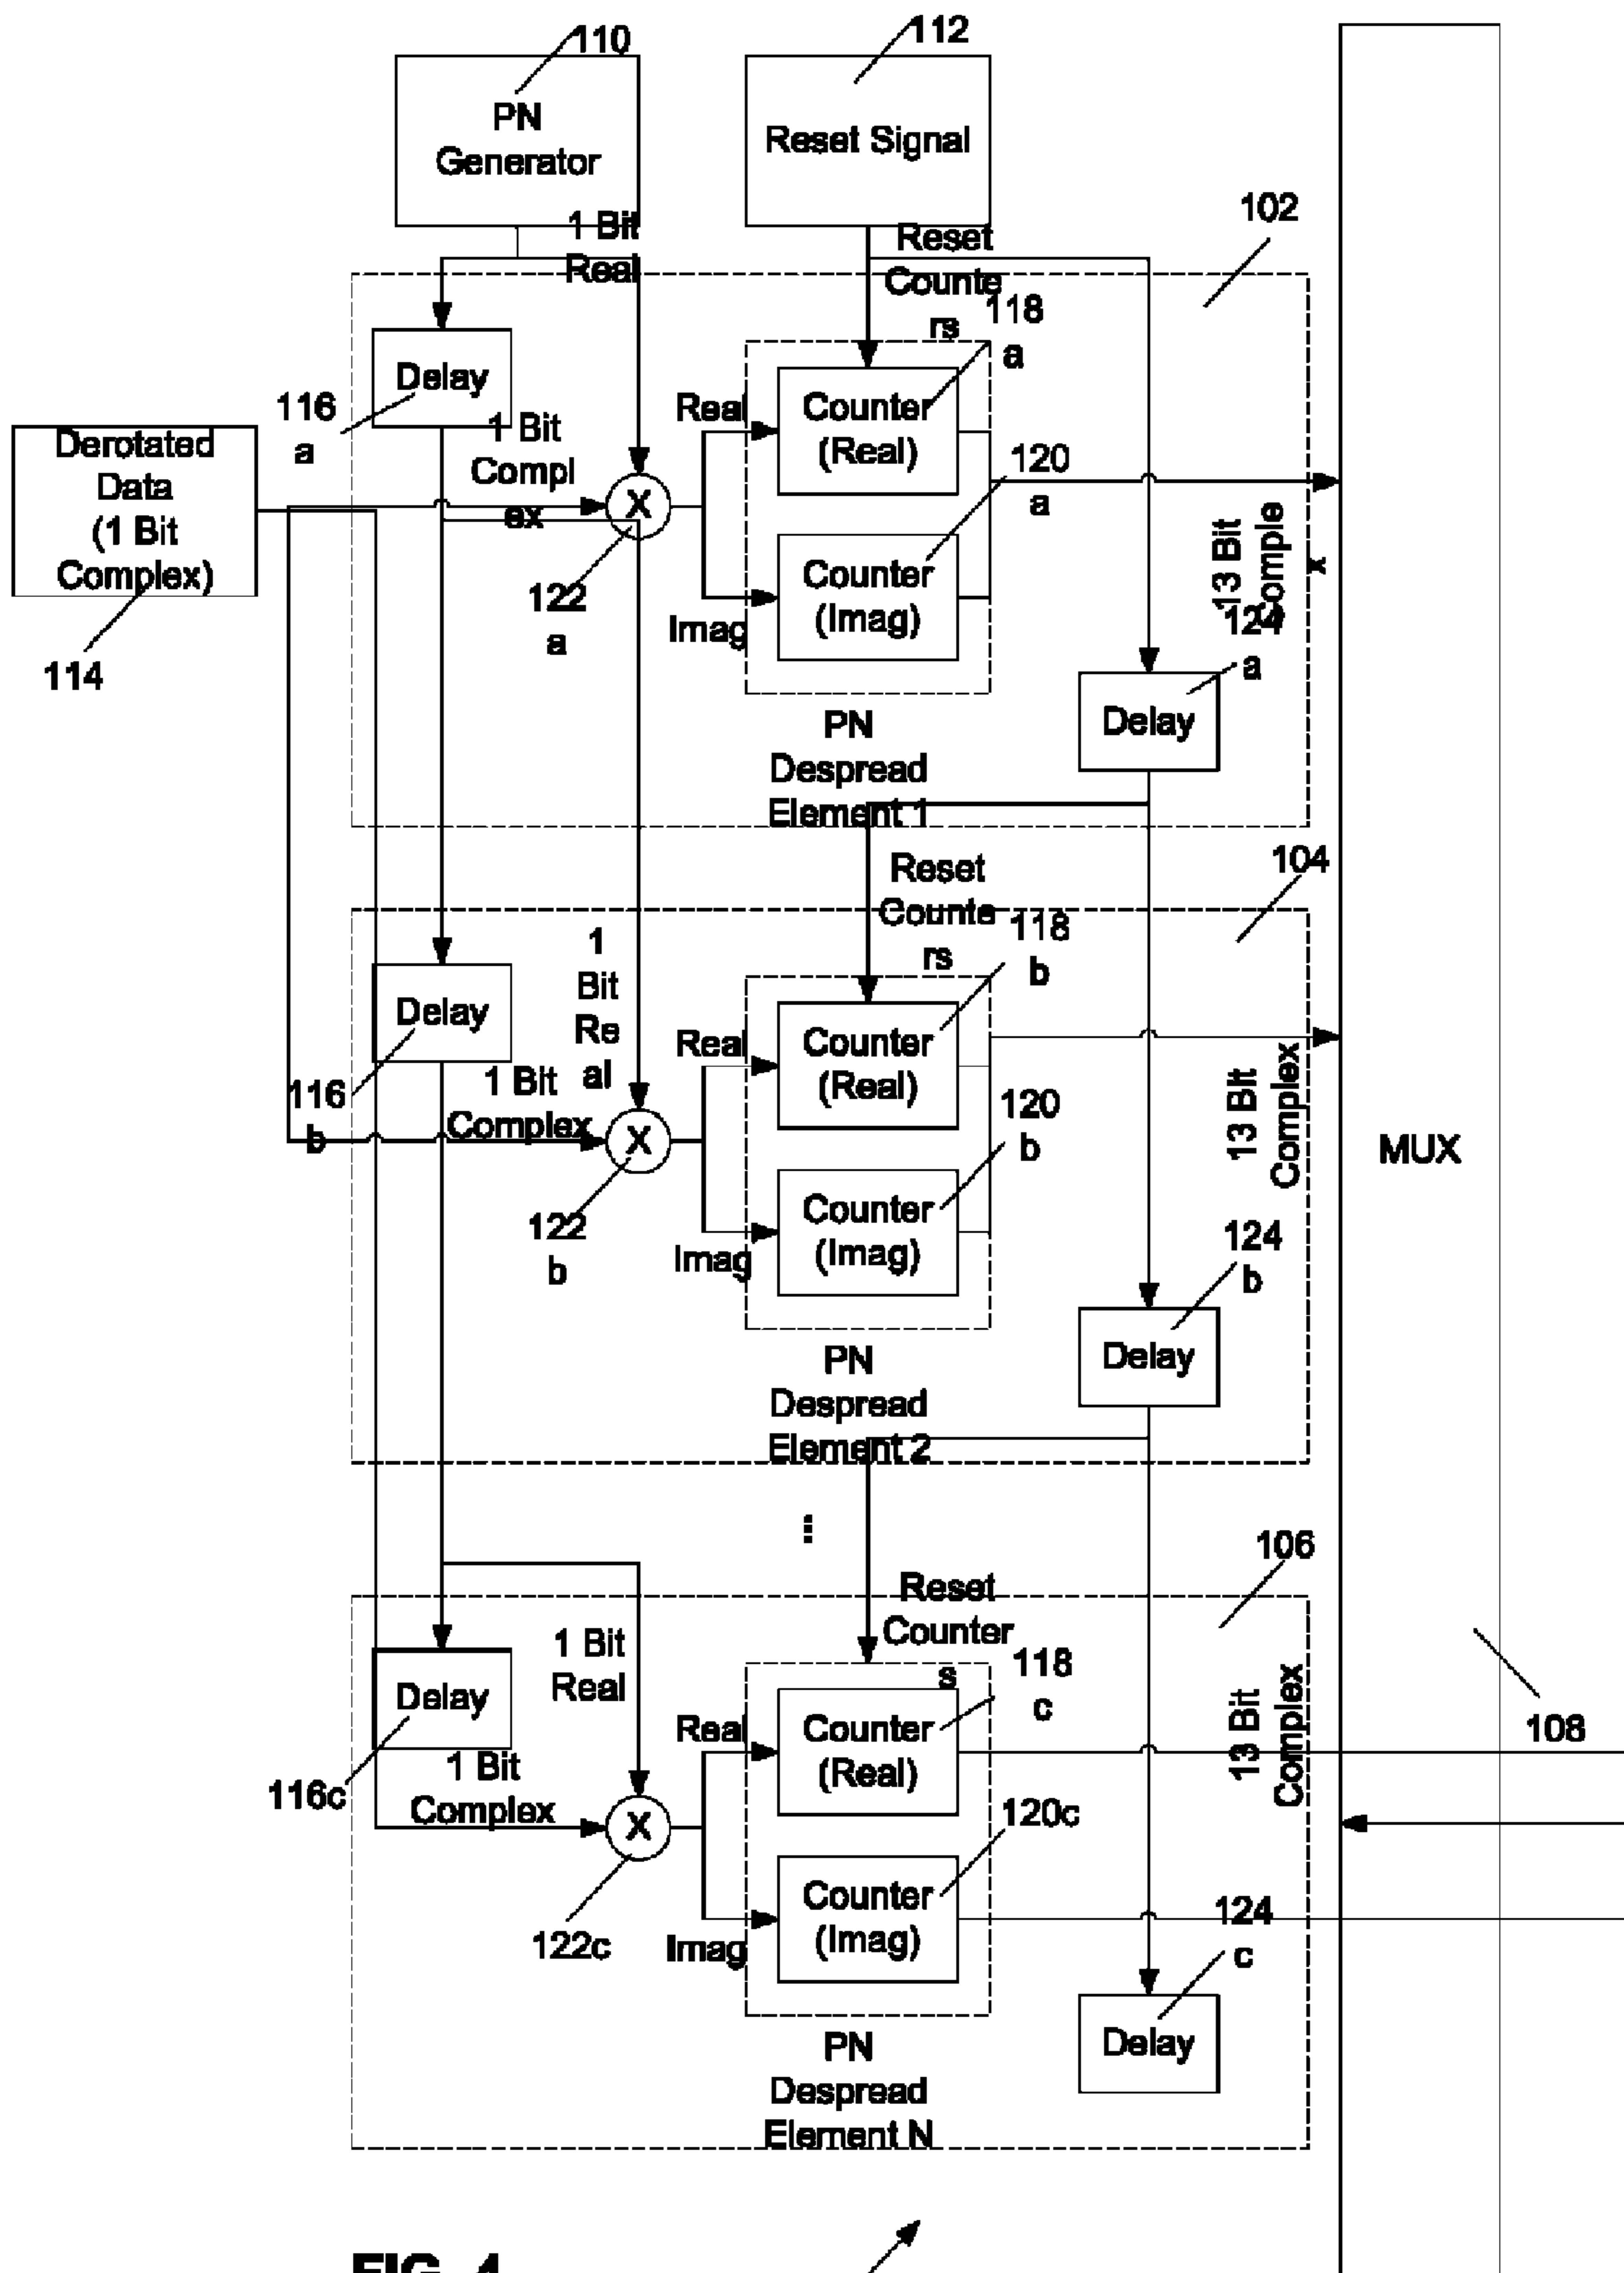 110
PN
Generator
112
Reset Signal
102
1 Bit
Real
Reset
Counte
rs
118
a
Delay
116
a
1 Bit
Compl
ex
Real
Counter
(Real)
120
a
Derotated
Data
(1 Bit
Complex)
114
X
122
a
Imag
Counter
(Imag)
13 Bit
Comple
x
124
a
Delay
PN
Despread
Element 1
104
Reset
Counte
rs
118
b
1
Bit
Re
al
Delay
116
b
1 Bit
Complex
Real
Counter
(Real)
120
b
X
122
b
Imag
Counter
(Imag)
13 Bit
Complex
MUX
124
b
Delay
PN
Despread
Element 2
...
106
Reset
Counter
s
118
c
1 Bit
Real
Delay
116c
1 Bit
Complex
Real
Counter
(Real)
13 Bit
Complex
108
X
122c
120c
Imag
Counter
(Imag)
124
c
Delay
PN
Despread
Element N
FIG. 4